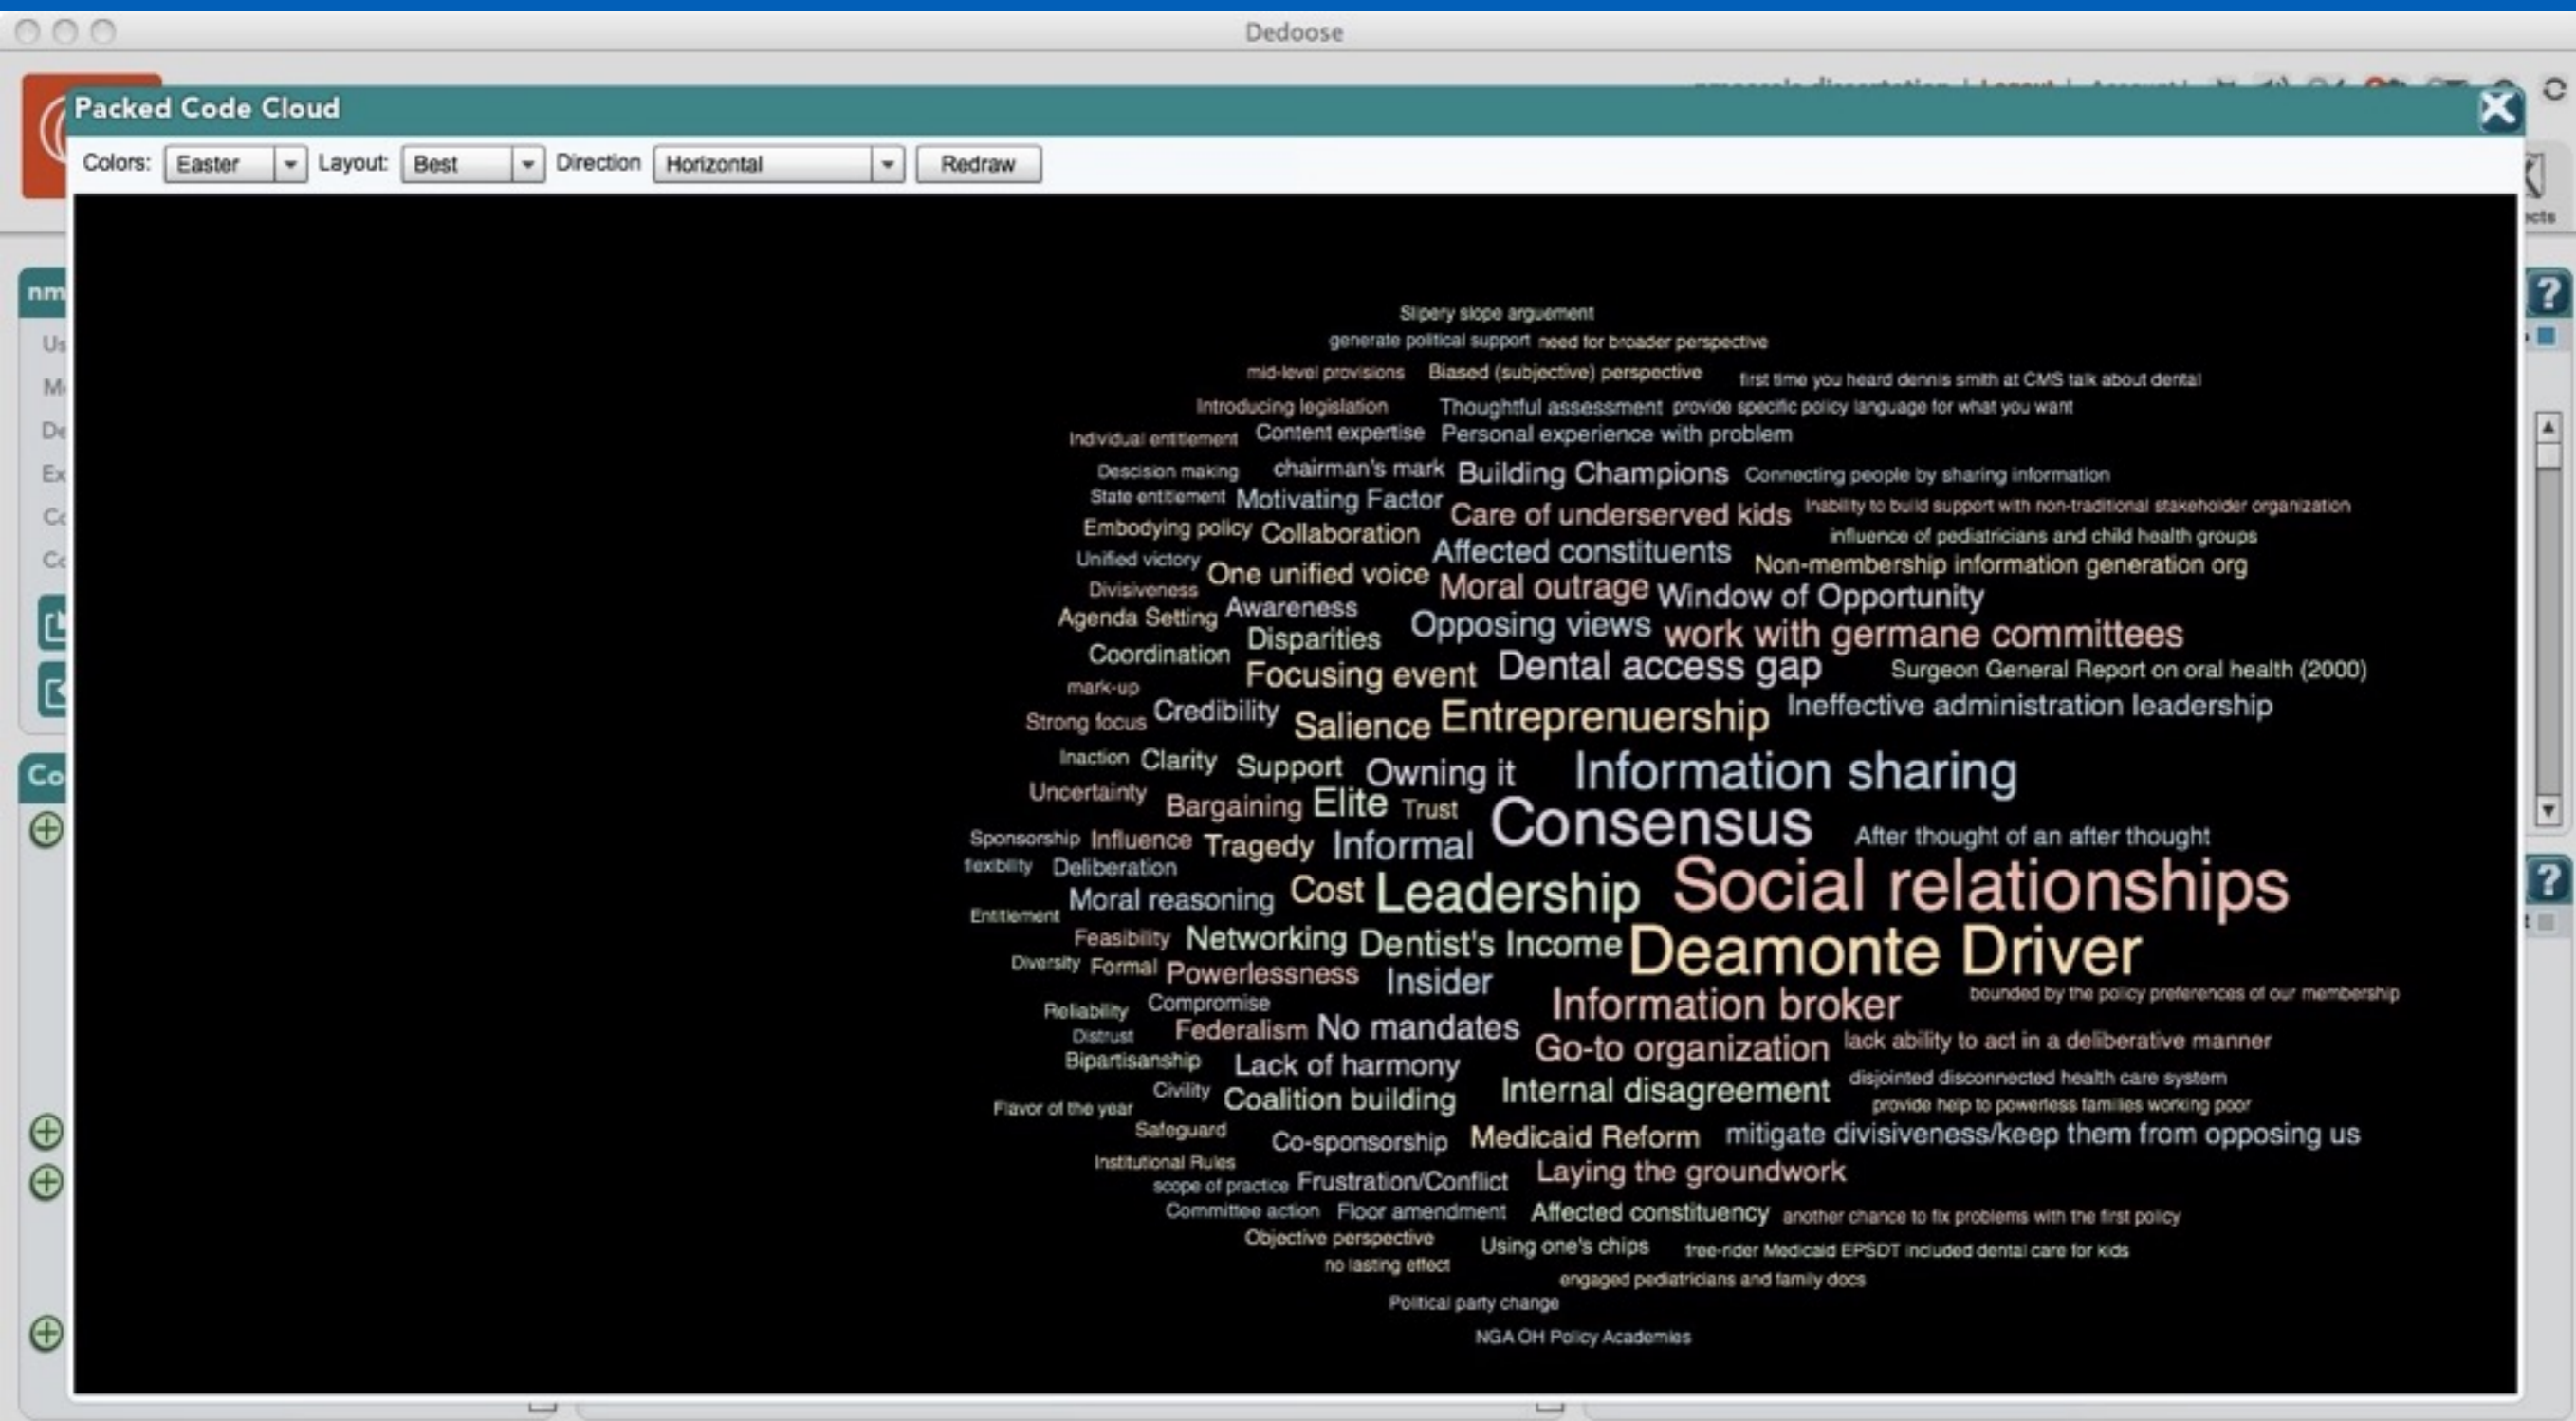 Dedoose
Packed Code Cloud
Colors: Easter Layout: Best Direction Horizontal Redraw
Slipery slope arguement
generate political support need for broader perspective
mid-level provisions Biased (subjective) perspective first time you heard dennis smith at CMS talk about dental
Introducing legislation Thoughtful assessment provide specific policy language for what you want
Individual entitlement Content expertise Personal experience with problem
Descision making chairman's mark Building Champions Connecting people by sharing information
State entitlement Motivating Factor Care of underserved kids Inability to build support with non-traditional stakeholder organization
Embodying policy Collaboration Affected constituents influence of pediatricians and child health groups
Unified victory One unified voice Moral outrage Non-membership information generation org
Divisiveness Awareness Window of Opportunity
Agenda Setting Disparities Opposing views work with germane committees
Coordination Focusing event Dental access gap Surgeon General Report on oral health (2000)
mark-up Credibility Salience Entreprenuership Ineffective administration leadership
Strong focus
Inaction Clarity Support Owning it Information sharing
Uncertainty Bargaining Elite Trust Consensus
Sponsorship Influence Tragedy Informal After thought of an after thought
flexibility Deliberation
Moral reasoning Cost Leadership Social relationships
Entitlement
Feasibility Networking Dentist's Income Deamonte Driver
Diversity Formal Powerlessness Insider
Reliability Compromise Information broker bounded by the policy preferences of our membership
Distrust Federalism No mandates Go-to organization lack ability to act in a deliberative manner
Bipartisanship Lack of harmony
Civility Coalition building Internal disagreement disjointed disconnected health care system
Flavor of the year provide help to powerless families working poor
Safeguard Co-sponsorship Medicaid Reform mitigate divisiveness/keep them from opposing us
Institutional Rules
scope of practice Frustration/Conflict Laying the groundwork
Committee action Floor amendment Affected constituency another chance to fix problems with the first policy
Objective perspective Using one's chips free-rider Medicaid EPSDT included dental care for kids
no lasting effect engaged pediatricians and family docs
Political party change
NGA OH Policy Academies